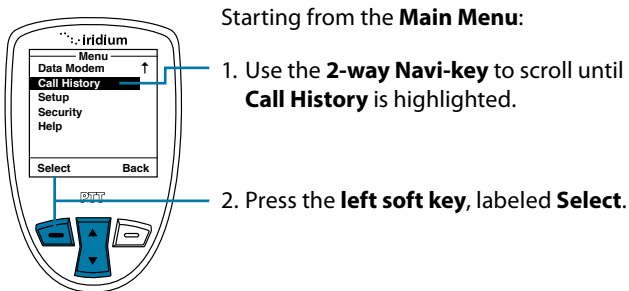 Starting from the Main Menu:
iridium
Menu
Data Modem ↑
Call History
Setup
Security
Help
Select Back
PTT
1. Use the 2-way Navi-key to scroll until
Call History is highlighted.
2. Press the left soft key, labeled Select.